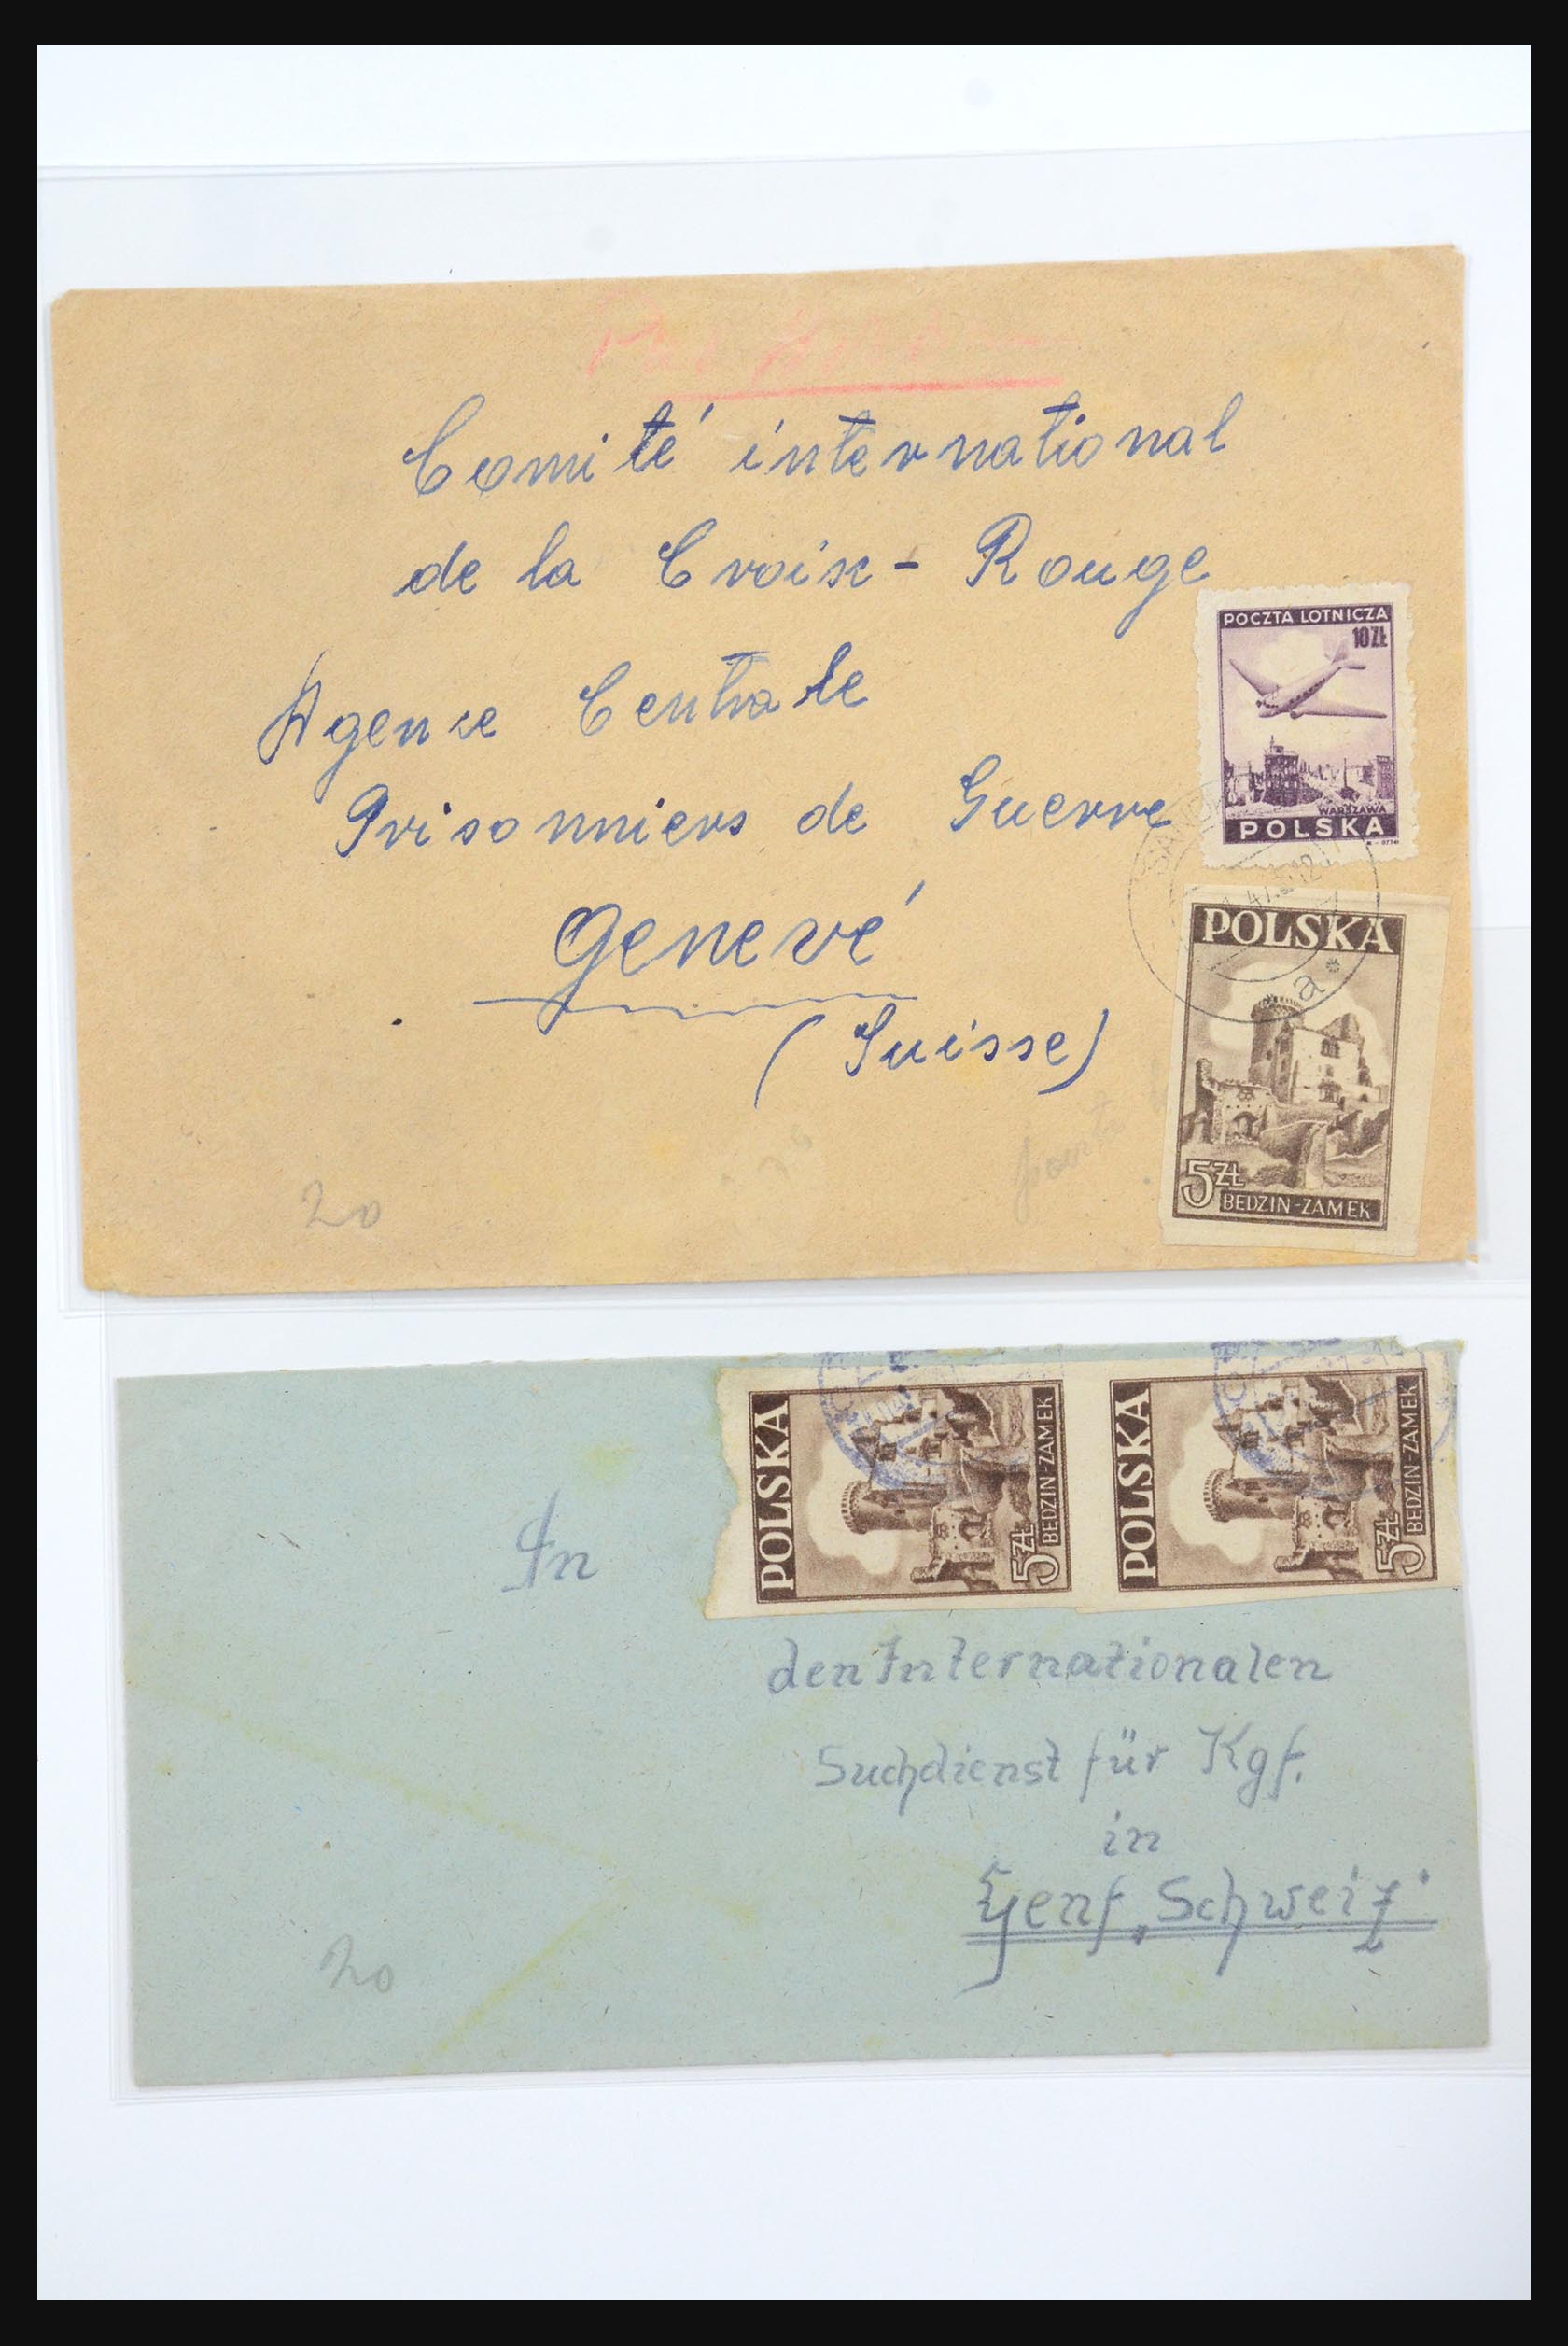 Par Avion
Comité international
de la Croix - Rouge
Agence Centrale
Prisonniers de Guerre
Genevé
(Suisse)
20
POCZTA LOTNICZA
10 ZŁ
WARSZAWA
POLSKA
POLSKA
a
5 ZŁ
BEDZIN-ZAMEK
POLSKA
5 ZŁ
BEDZIN-ZAMEK
POLSKA
5 ZŁ
BEDZIN-ZAMEK
An
den Internationalen
Suchdienst für Kgf.
in
Genf „Schweiz"
20